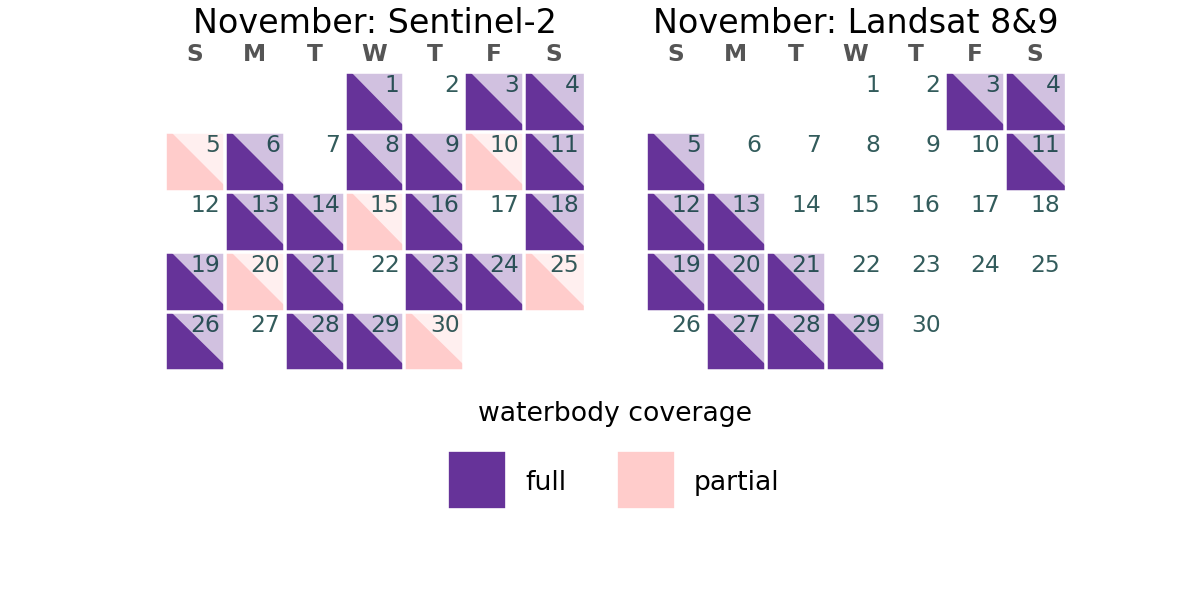 November: Sentinel-2
S M T W T F S
1 2 3 4
5 6 7 8 9 10 11
12 13 14 15 16 17 18
19 20 21 22 23 24 25
26 27 28 29 30
November: Landsat 8&9
S M T W T F S
1 2 3 4
5 6 7 8 9 10 11
12 13 14 15 16 17 18
19 20 21 22 23 24 25
26 27 28 29 30
waterbody coverage
full partial